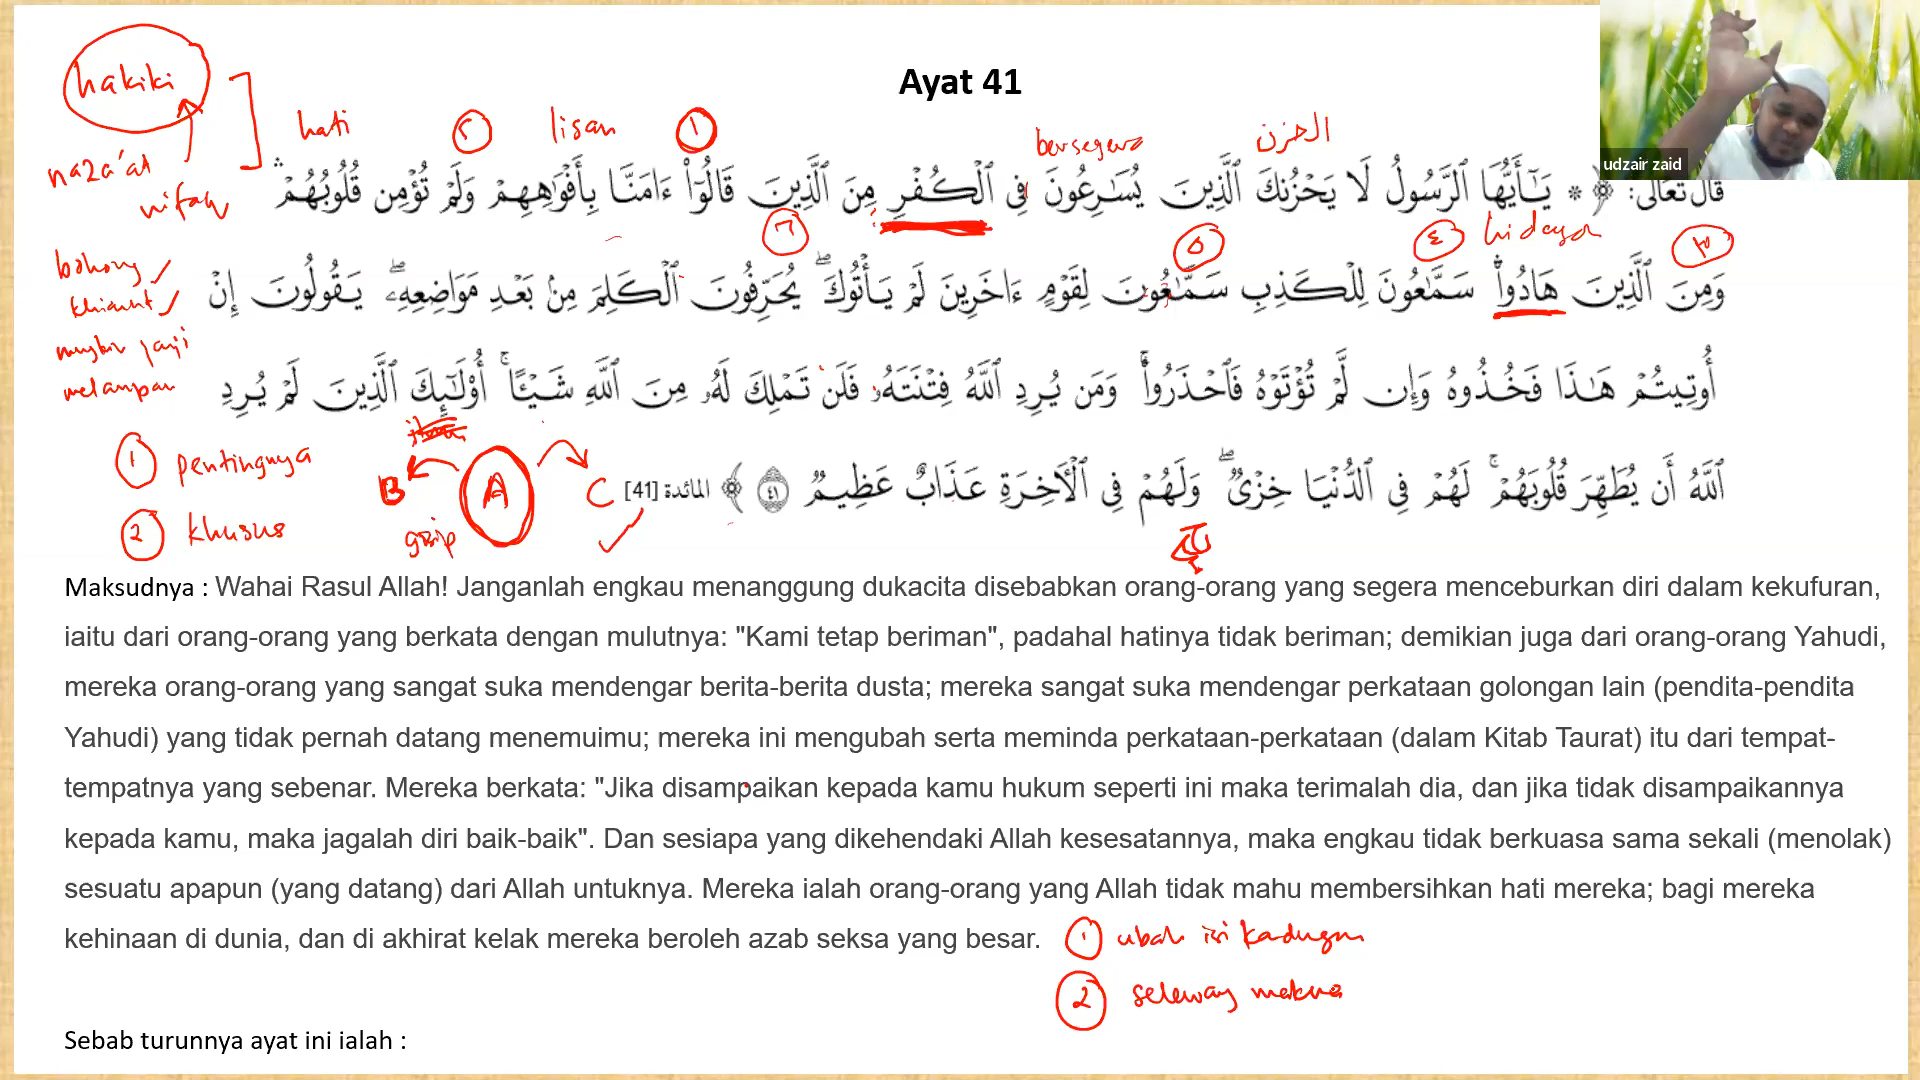 Ayat 41
hakiki
naza'at
nifaq
hati
٢
lisan
١
bersegera
الحزن
udzair zaid
قال تعالى: ﴿ ۞ يَـٰٓأَيُّهَا ٱلرَّسُولُ لَا يَحْزُنكَ ٱلَّذِينَ يُسَـٰرِعُونَ فِى ٱلْكُفْرِ مِنَ ٱلَّذِينَ قَالُوٓا۟ ءَامَنَّا بِأَفْوَٰهِهِمْ وَلَمْ تُؤْمِن قُلُوبُهُمْ ۛ
٦
٥
٤
hidayah
٣
وَمِنَ ٱلَّذِينَ هَادُوا۟ ۛ سَمَّـٰعُونَ لِلْكَذِبِ سَمَّـٰعُونَ لِقَوْمٍ ءَاخَرِينَ لَمْ يَأْتُوكَ ۖ يُحَرِّفُونَ ٱلْكَلِمَ مِنۢ بَعْدِ مَوَاضِعِهِۦ ۖ يَقُولُونَ إِنْ
bohong
khianat
mungkir janji
melampau
أُوتِيتُمْ هَـٰذَا فَخُذُوهُ وَإِن لَّمْ تُؤْتَوْهُ فَٱحْذَرُوا۟ ۚ وَمَن يُرِدِ ٱللَّهُ فِتْنَتَهُۥ فَلَن تَمْلِكَ لَهُۥ مِنَ ٱللَّهِ شَيْـًٔا ۚ أُو۟لَـٰٓئِكَ ٱلَّذِينَ لَمْ يُرِدِ
ٱللَّهُ أَن يُطَهِّرَ قُلُوبَهُمْ ۚ لَهُمْ فِى ٱلدُّنْيَا خِزْىٌ ۖ وَلَهُمْ فِى ٱلْـَٔاخِرَةِ عَذَابٌ عَظِيمٌ ٤١ ﴾ المائدة [41]
1 pentingnya
2 khusus
B A C
gosip
Maksudnya : Wahai Rasul Allah! Janganlah engkau menanggung dukacita disebabkan orang-orang yang segera menceburkan diri dalam kekufuran,
iaitu dari orang-orang yang berkata dengan mulutnya: "Kami tetap beriman", padahal hatinya tidak beriman; demikian juga dari orang-orang Yahudi,
mereka orang-orang yang sangat suka mendengar berita-berita dusta; mereka sangat suka mendengar perkataan golongan lain (pendita-pendita
Yahudi) yang tidak pernah datang menemuimu; mereka ini mengubah serta meminda perkataan-perkataan (dalam Kitab Taurat) itu dari tempat-
tempatnya yang sebenar. Mereka berkata: "Jika disampaikan kepada kamu hukum seperti ini maka terimalah dia, dan jika tidak disampaikannya
kepada kamu, maka jagalah diri baik-baik". Dan sesiapa yang dikehendaki Allah kesesatannya, maka engkau tidak berkuasa sama sekali (menolak)
sesuatu apapun (yang datang) dari Allah untuknya. Mereka ialah orang-orang yang Allah tidak mahu membersihkan hati mereka; bagi mereka
kehinaan di dunia, dan di akhirat kelak mereka beroleh azab seksa yang besar.
1 ubah isi kadungan
2 seleweng makna
Sebab turunnya ayat ini ialah :